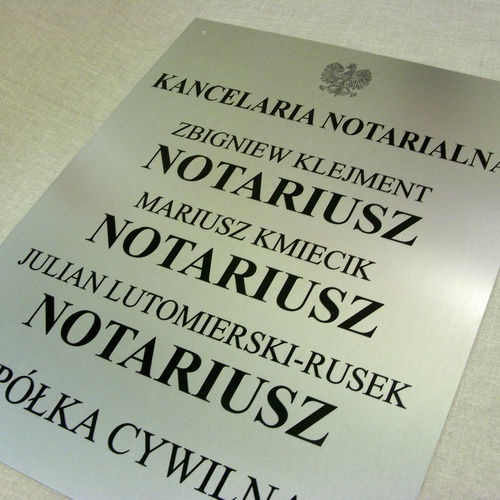 KANCELARIA NOTARIALNA
ZBIGNIEW KLEJMENT
NOTARIUSZ
MARIUSZ KMIECIK
NOTARIUSZ
JULIAN LUTOMIERSKI-RUSEK
NOTARIUSZ
PÓŁKA CYWILNA